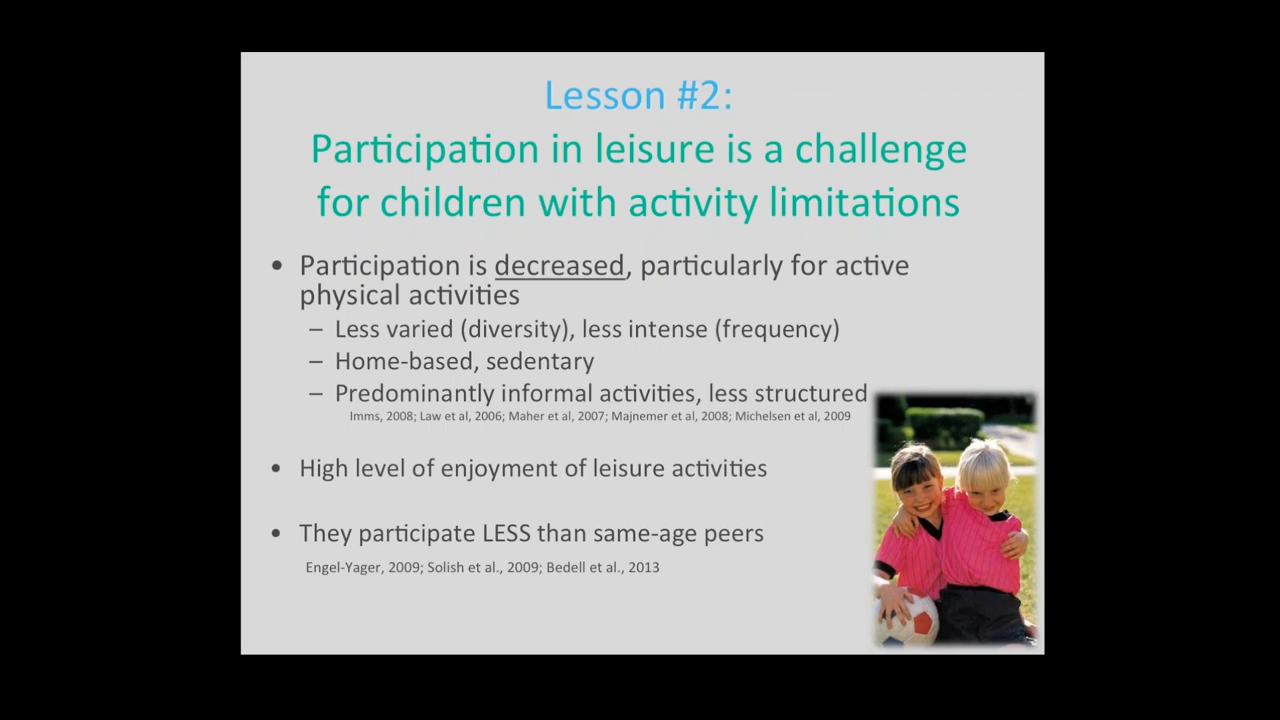 Lesson #2:
Participation in leisure is a challenge
for children with activity limitations
• Participation is decreased, particularly for active
physical activities
– Less varied (diversity), less intense (frequency)
– Home-based, sedentary
– Predominantly informal activities, less structured
Imms, 2008; Law et al, 2006; Maher et al, 2007; Majnemer et al, 2008; Michelsen et al, 2009
• High level of enjoyment of leisure activities
• They participate LESS than same-age peers
Engel-Yager, 2009; Solish et al., 2009; Bedell et al., 2013